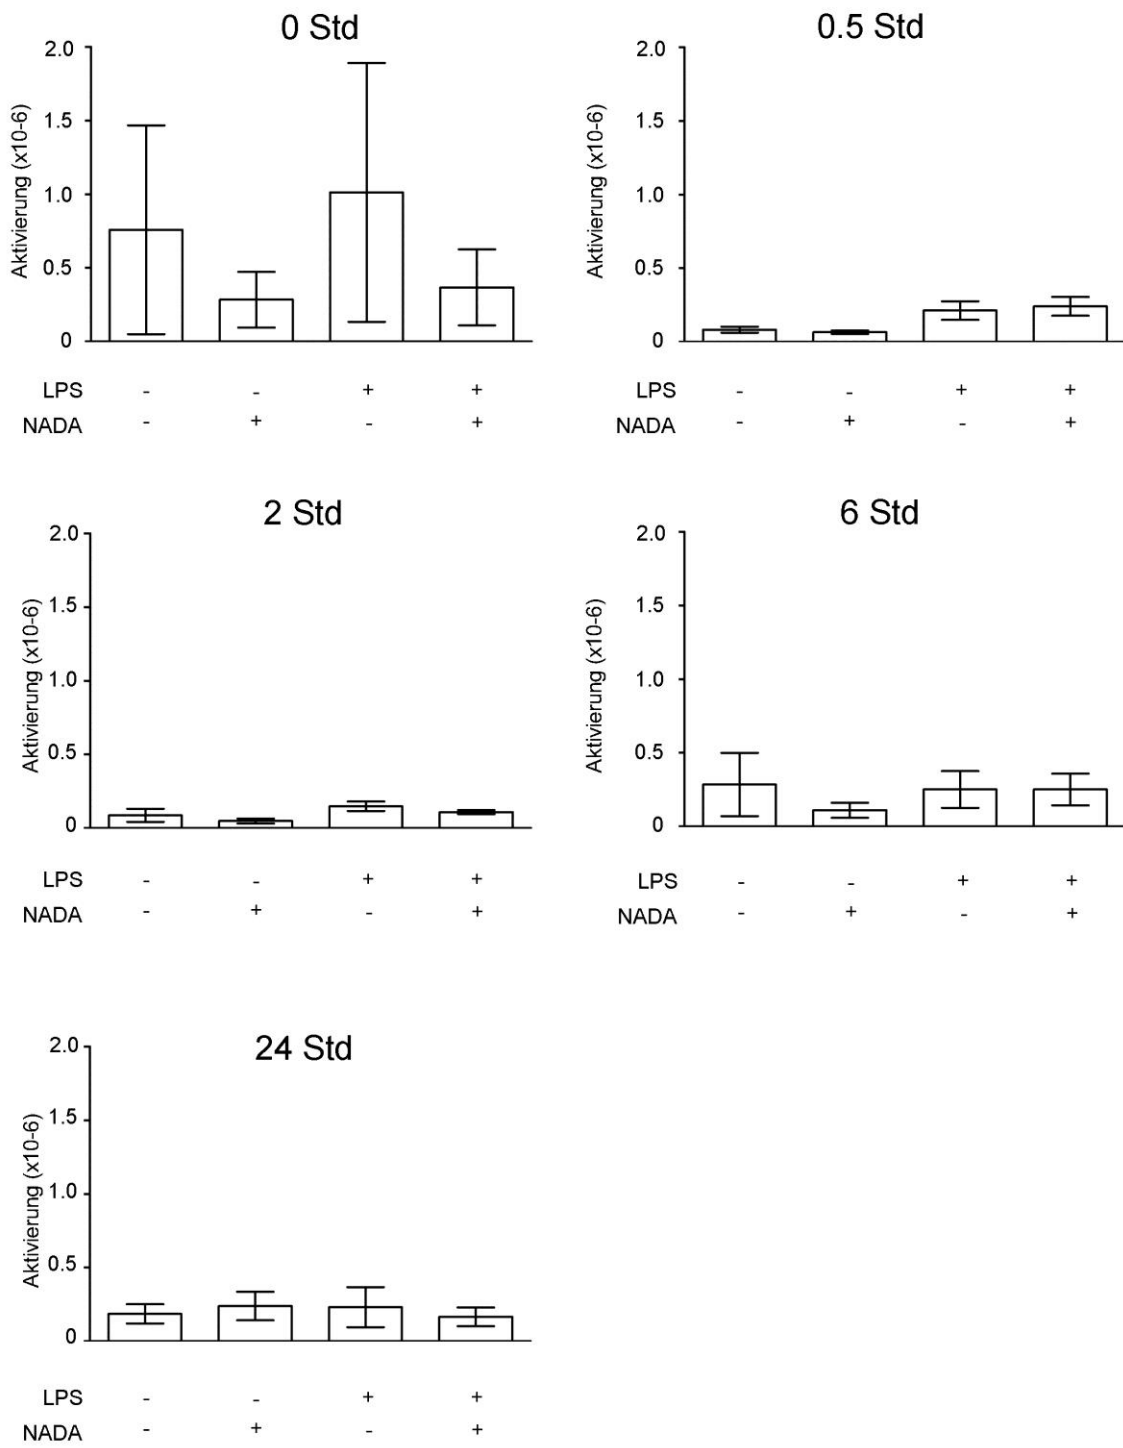 0 Std
2.0
1.5
1.0
0.5
0
Aktivierung (x10-6)
LPS - - + +
NADA - + - +
0.5 Std
2.0
1.5
1.0
0.5
0
Aktivierung (x10-6)
LPS - - + +
NADA - + - +
2 Std
2.0
1.5
1.0
0.5
0
Aktivierung (x10-6)
LPS - - + +
NADA - + - +
6 Std
2.0
1.5
1.0
0.5
0
Aktivierung (x10-6)
LPS - - + +
NADA - + - +
24 Std
2.0
1.5
1.0
0.5
0
Aktivierung (x10-6)
LPS - - + +
NADA - + - +